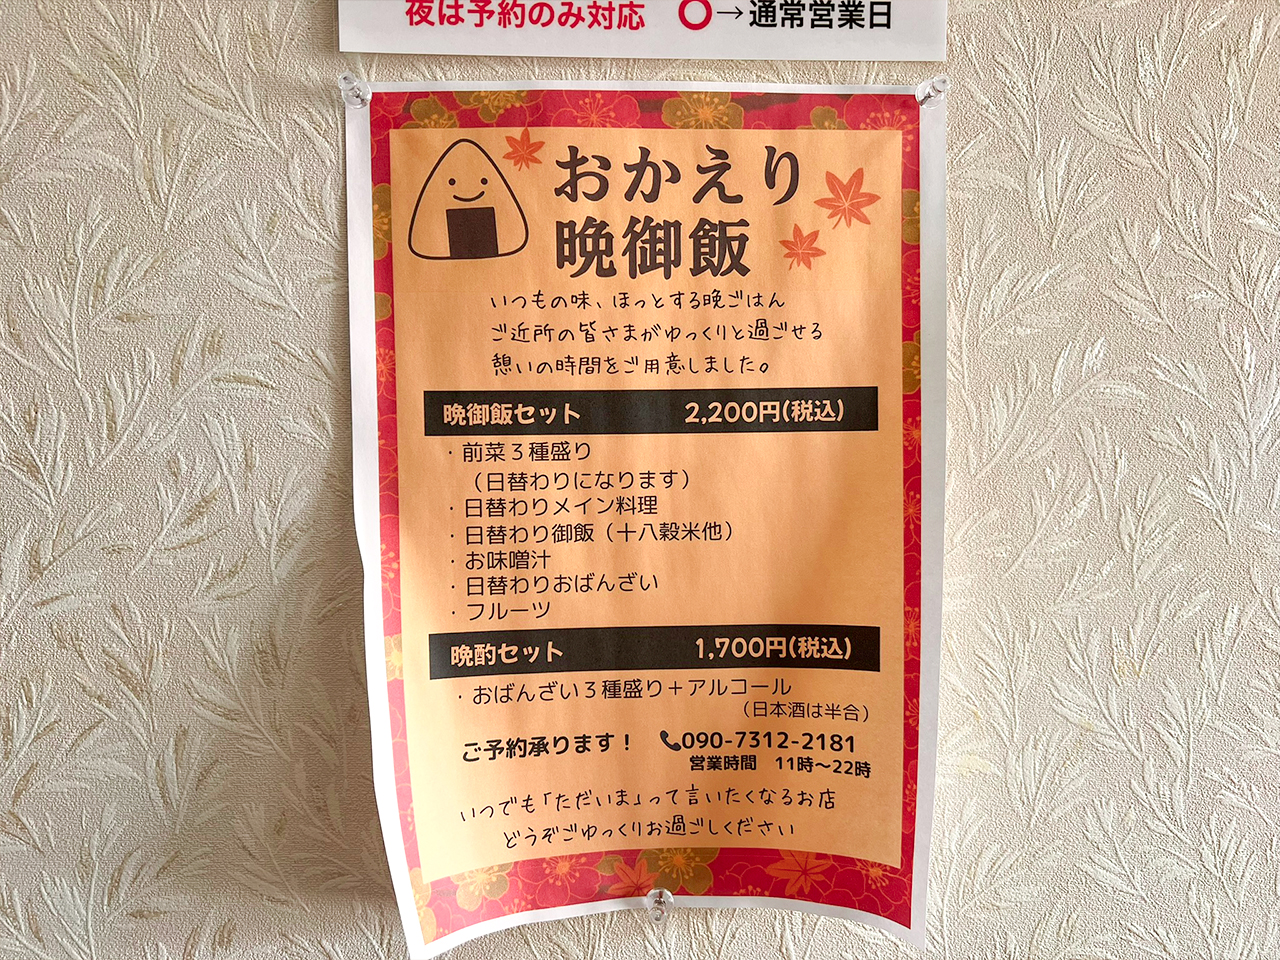 夜は予約のみ対応 〇→通常営業日
おかえり
晩御飯
いつもの味、ほっとする晩ごはん
ご近所の皆さまがゆっくりと過ごせる
憩いの時間をご用意しました。
晩御飯セット 2,200円(税込)
・前菜３種盛り
（日替わりになります）
・日替わりメイン料理
・日替わり御飯（十八穀米他）
・お味噌汁
・日替わりおばんざい
・フルーツ
晩酌セット 1,700円(税込)
・おばんざい３種盛り＋アルコール
（日本酒は半合）
ご予約承ります！ 📞090-7312-2181
営業時間 11時〜22時
いつでも「ただいま」って言いたくなるお店
どうぞごゆっくりお過ごしください